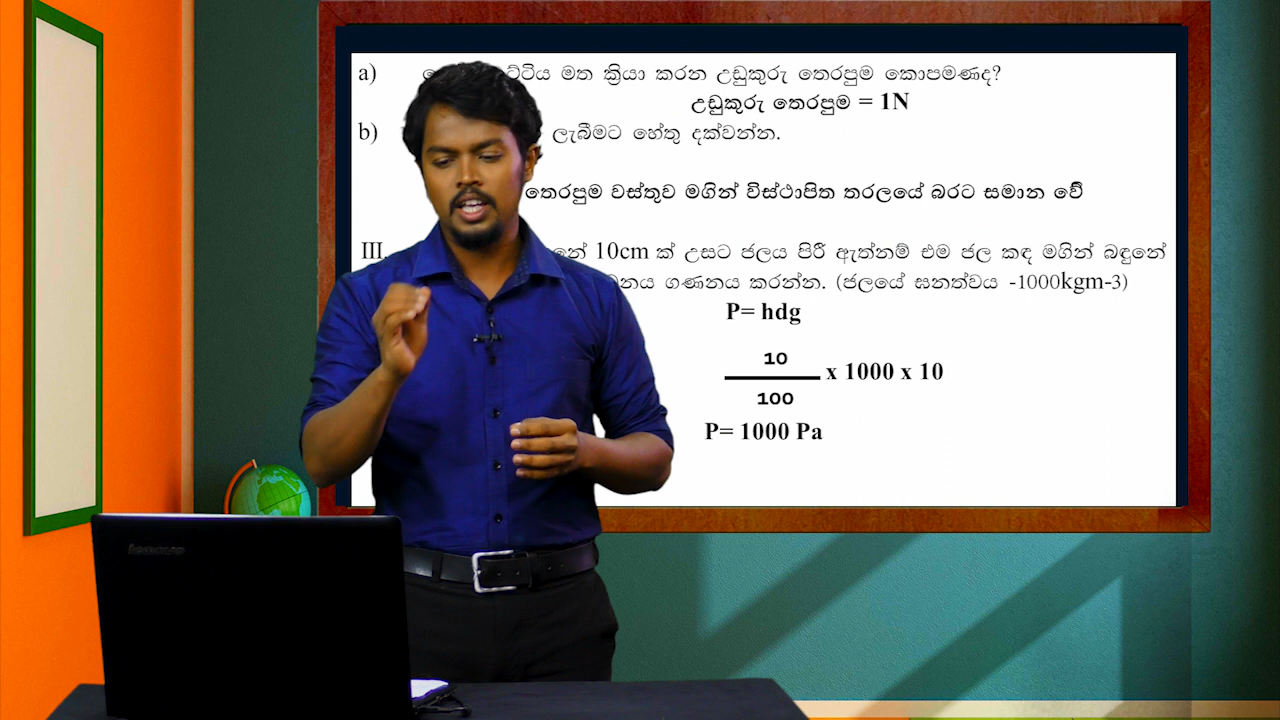 a) මත ක්‍රියා කරන උඩුකුරු තෙරපුම කොපමණද?
උඩුකුරු තෙරපුම = 1N
b) ලැබීමට හේතු දක්වන්න.
තෙරපුම වස්තුව මගින් විස්ථාපිත තරලයේ බරට සමාන වේ
III. 10cm ක් උසට ජලය පිරී ඇත්නම් එම ජල කඳ මගින් බඳුනේ
ගණනය කරන්න. (ජලයේ ඝනත්වය -1000kgm-3)
P= hdg
10
x 1000 x 10
100
P= 1000 Pa
lenovo